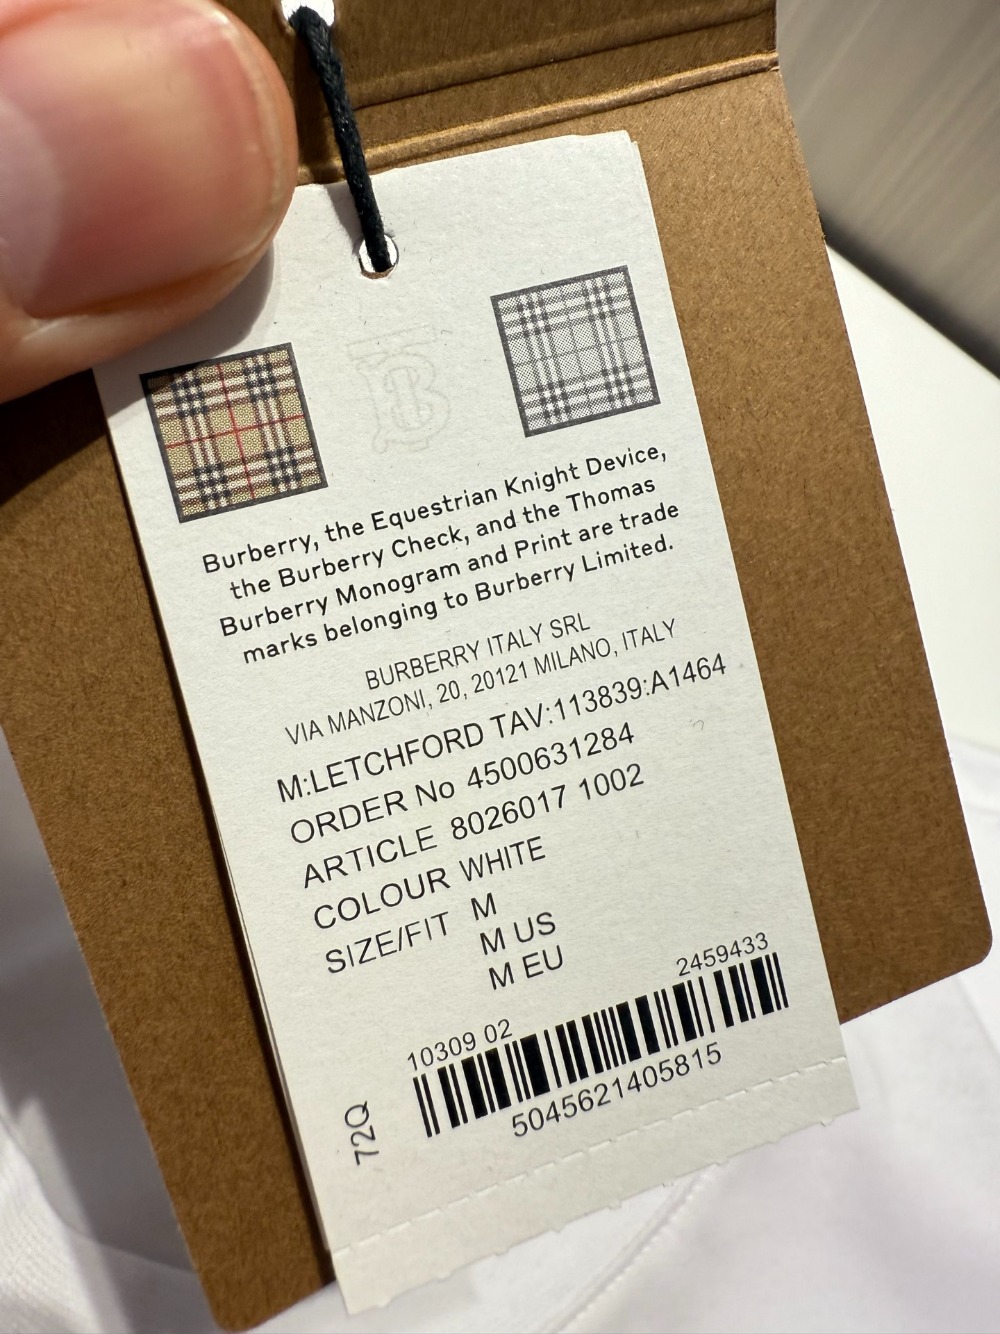 Burberry, the Equestrian Knight Device,
the Burberry Check, and the Thomas
Burberry Monogram and Print are trade
marks belonging to Burberry Limited.
BURBERRY ITALY SRL
VIA MANZONI, 20, 20121 MILANO, ITALY
M:LETCHFORD TAV:113839:A1464
ORDER No 4500631284
ARTICLE 8026017 1002
COLOUR WHITE
SIZE/FIT M
M US
M EU
10309 02 2459433
5045621405815
72Q